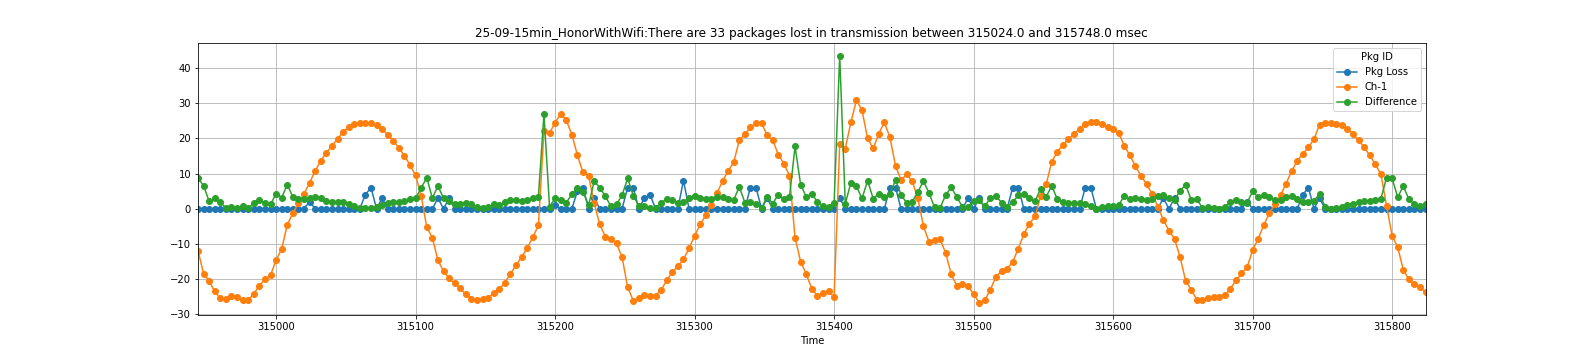 25-09-15min_HonorWithWifi:There are 33 packages lost in transmission between 315024.0 and 315748.0 msec
Pkg ID
Pkg Loss
Ch-1
Difference
40
30
20
10
0
−10
−20
−30
315000 315100 315200 315300 315400 315500 315600 315700 315800
Time